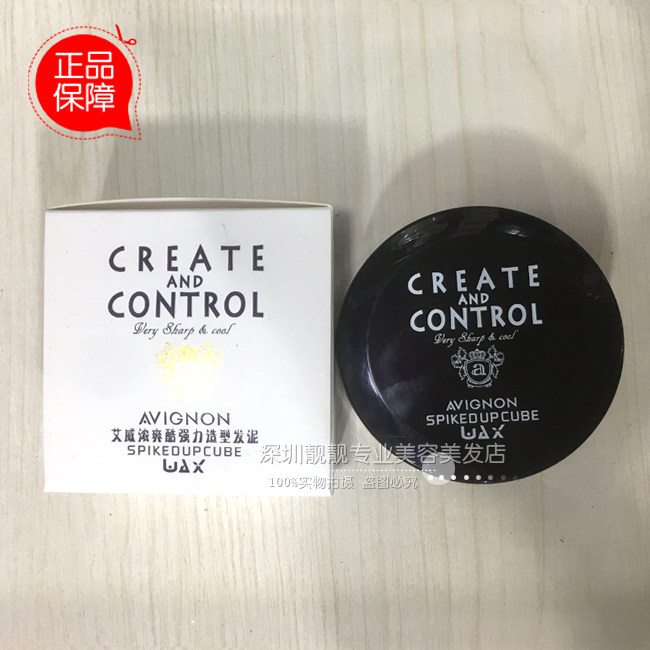 正品
保障
CREATE
AND
CONTROL
Very Sharp & cool
AVIGNON
艾威浓爽酷强力造型发泥
SPIKEDUPCUBE
WAX
CREATE
AND
CONTROL
Very Sharp & cool
a
AVIGNON
SPIKEDUPCUBE
WAX
深圳靓靓专业美容美发店
100%实物拍摄 盗图必究